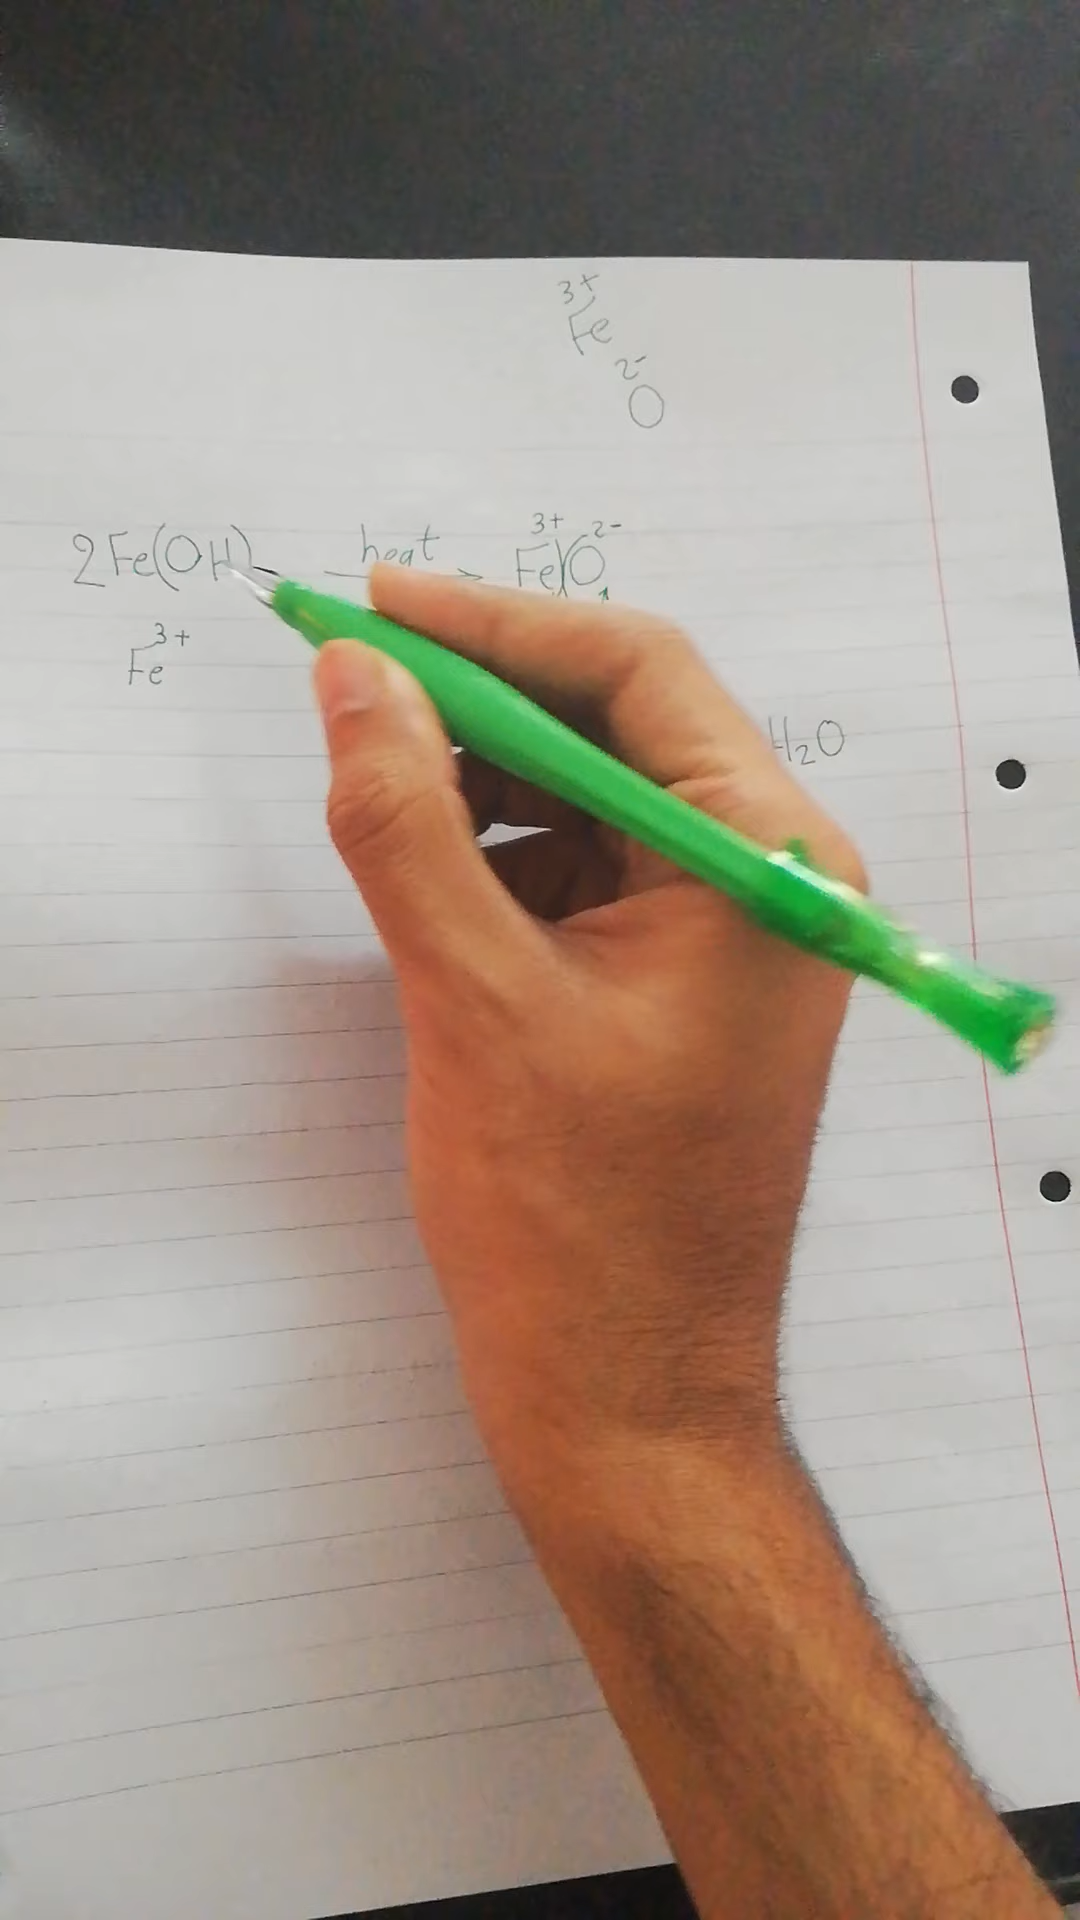 3+
Fe
2-
O
2Fe(OH) heat → Fe O
3+ 2-
Fe 3+
H₂O